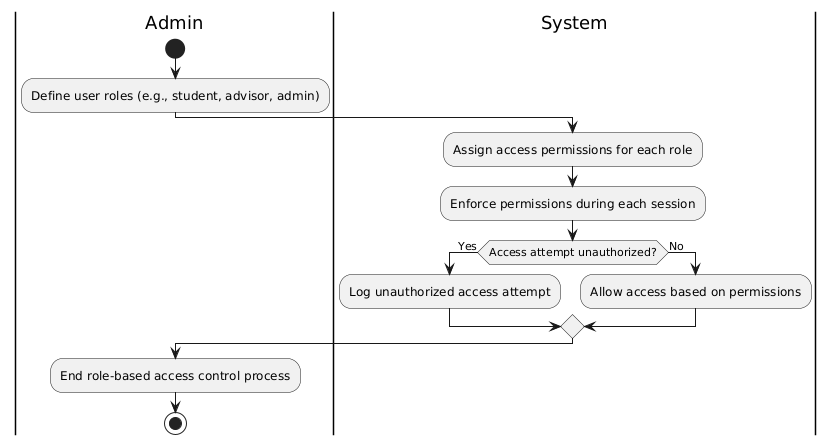 Admin
System
Define user roles (e.g., student, advisor, admin)
Assign access permissions for each role
Enforce permissions during each session
Yes
Access attempt unauthorized?
No
Log unauthorized access attempt
Allow access based on permissions
End role-based access control process